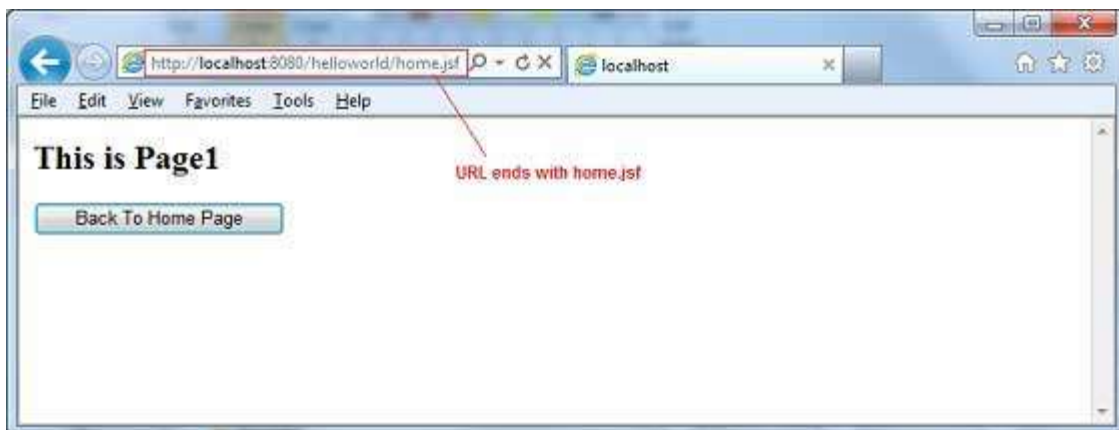 http://localhost:8080/helloworld/home.jsf
localhost
File Edit View Favorites Tools Help
This is Page1
URL ends with home.jsf
Back To Home Page